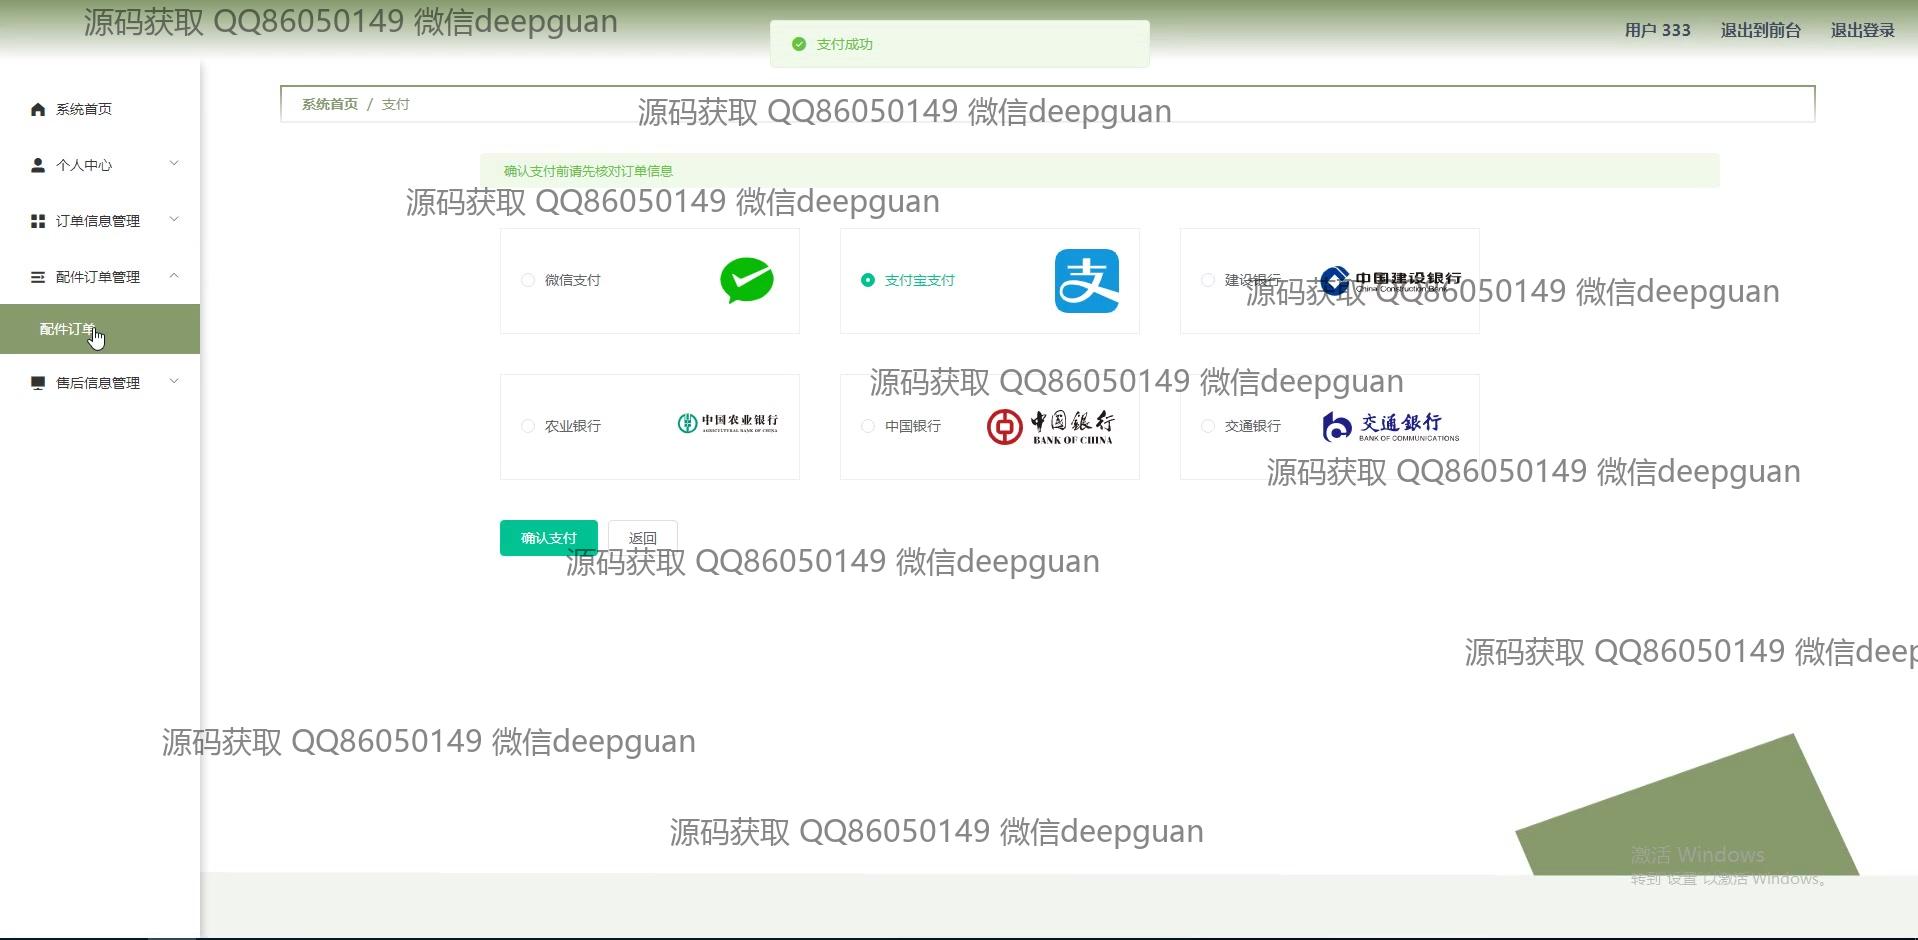 源码获取 QQ86050149 微信deepguan
支付成功
用户 333
退出到前台
退出登录
系统首页
个人中心
订单信息管理
配件订单管理
配件订单
售后信息管理
系统首页 / 支付
源码获取 QQ86050149 微信deepguan
确认支付前请先核对订单信息
源码获取 QQ86050149 微信deepguan
微信支付
支付宝支付
支
建设银行
中国建设银行
China Construction Bank
源码获取 QQ86050149 微信deepguan
源码获取 QQ86050149 微信deepguan
农业银行
中国农业银行
AGRICULTURAL BANK OF CHINA
中国银行
中国銀行
BANK OF CHINA
交通银行
交通銀行
BANK OF COMMUNICATIONS
源码获取 QQ86050149 微信deepguan
确认支付
返回
源码获取 QQ86050149 微信deepguan
源码获取 QQ86050149 微信deep
源码获取 QQ86050149 微信deepguan
源码获取 QQ86050149 微信deepguan
激活 Windows
转到"设置"以激活 Windows。